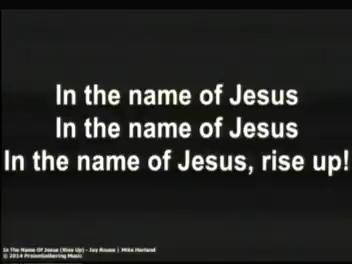 In the name of Jesus
In the name of Jesus
In the name of Jesus, rise up!
In The Name Of Jesus (Rise Up) - Jay Rouse | Mike Harland
© 2014 PraiseGathering Music